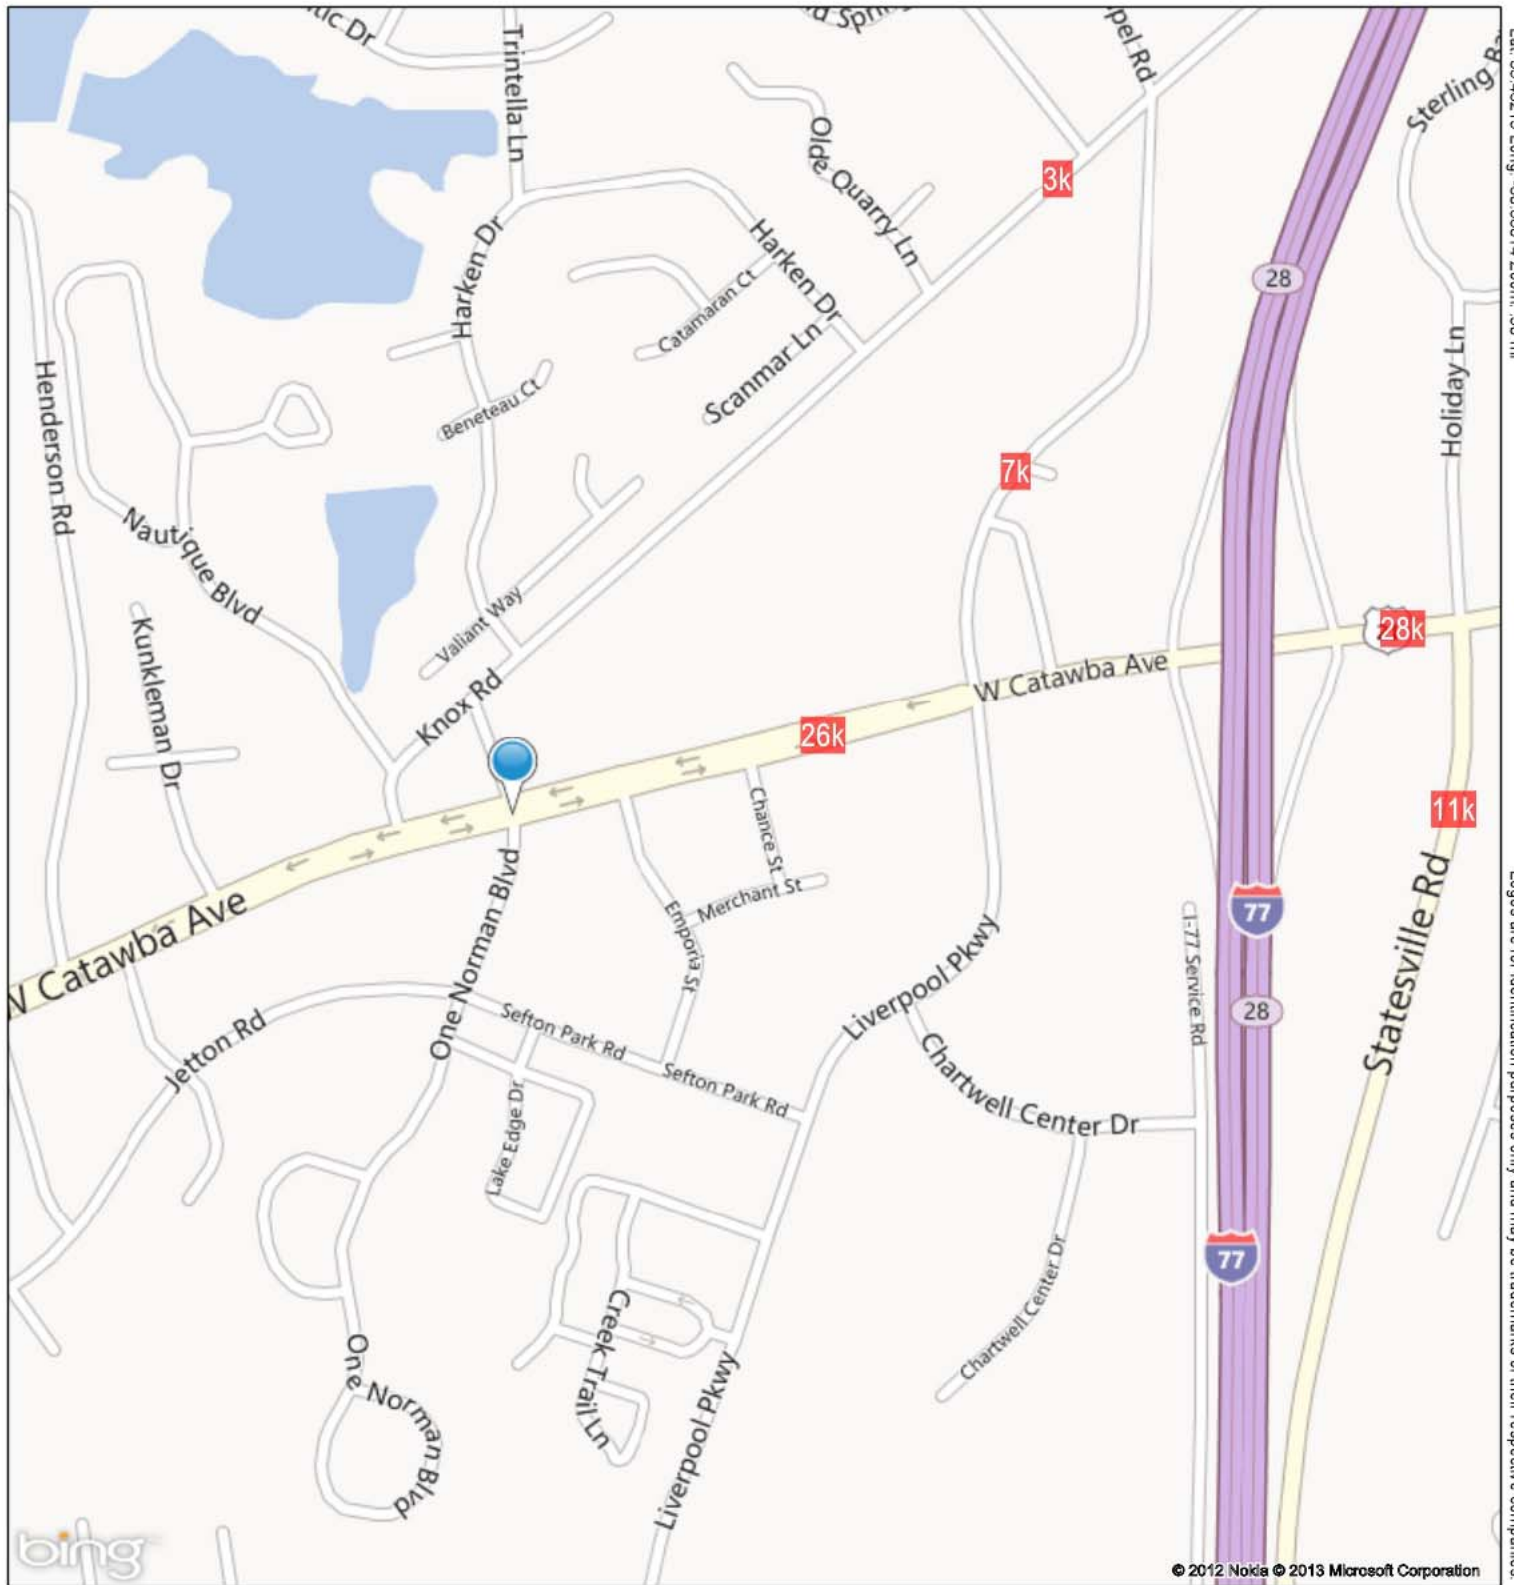 Trintella Ln
Sterling
Olde Quarry Ln
3k
Harken Dr
Harken Dr
28
Catamaran Ct
Scanmar Ln
Holiday Ln
Henderson Rd
Beneteau Ct
7k
Nautique Blvd
Valiant Way
Kunkleman Dr
28k
Knox Rd
W Catawba Ave
26k
Chance St
11k
One Norman Blvd
Merchant St
Emporia St
77
W Catawba Ave
I-77 Service Rd
Statesville Rd
Liverpool Pkwy
28
Jetton Rd
Sefton Park Rd
Sefton Park Rd
Chartwell Center Dr
Lake Edge Dr
77
Chartwell Center Dr
Creek Trail Ln
One Norman Blvd
Liverpool Pkwy
bing
© 2012 Nokia © 2013 Microsoft Corporation